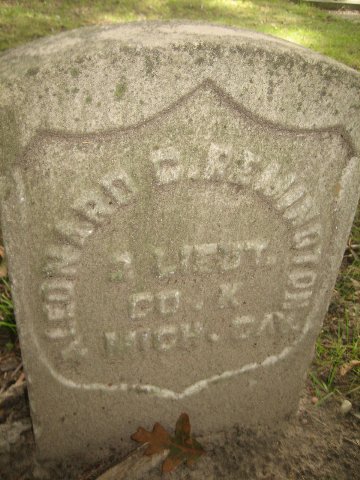 LEONARD D. REMINGTON
2 LIEUT.
CO. K
MICH. CAV.